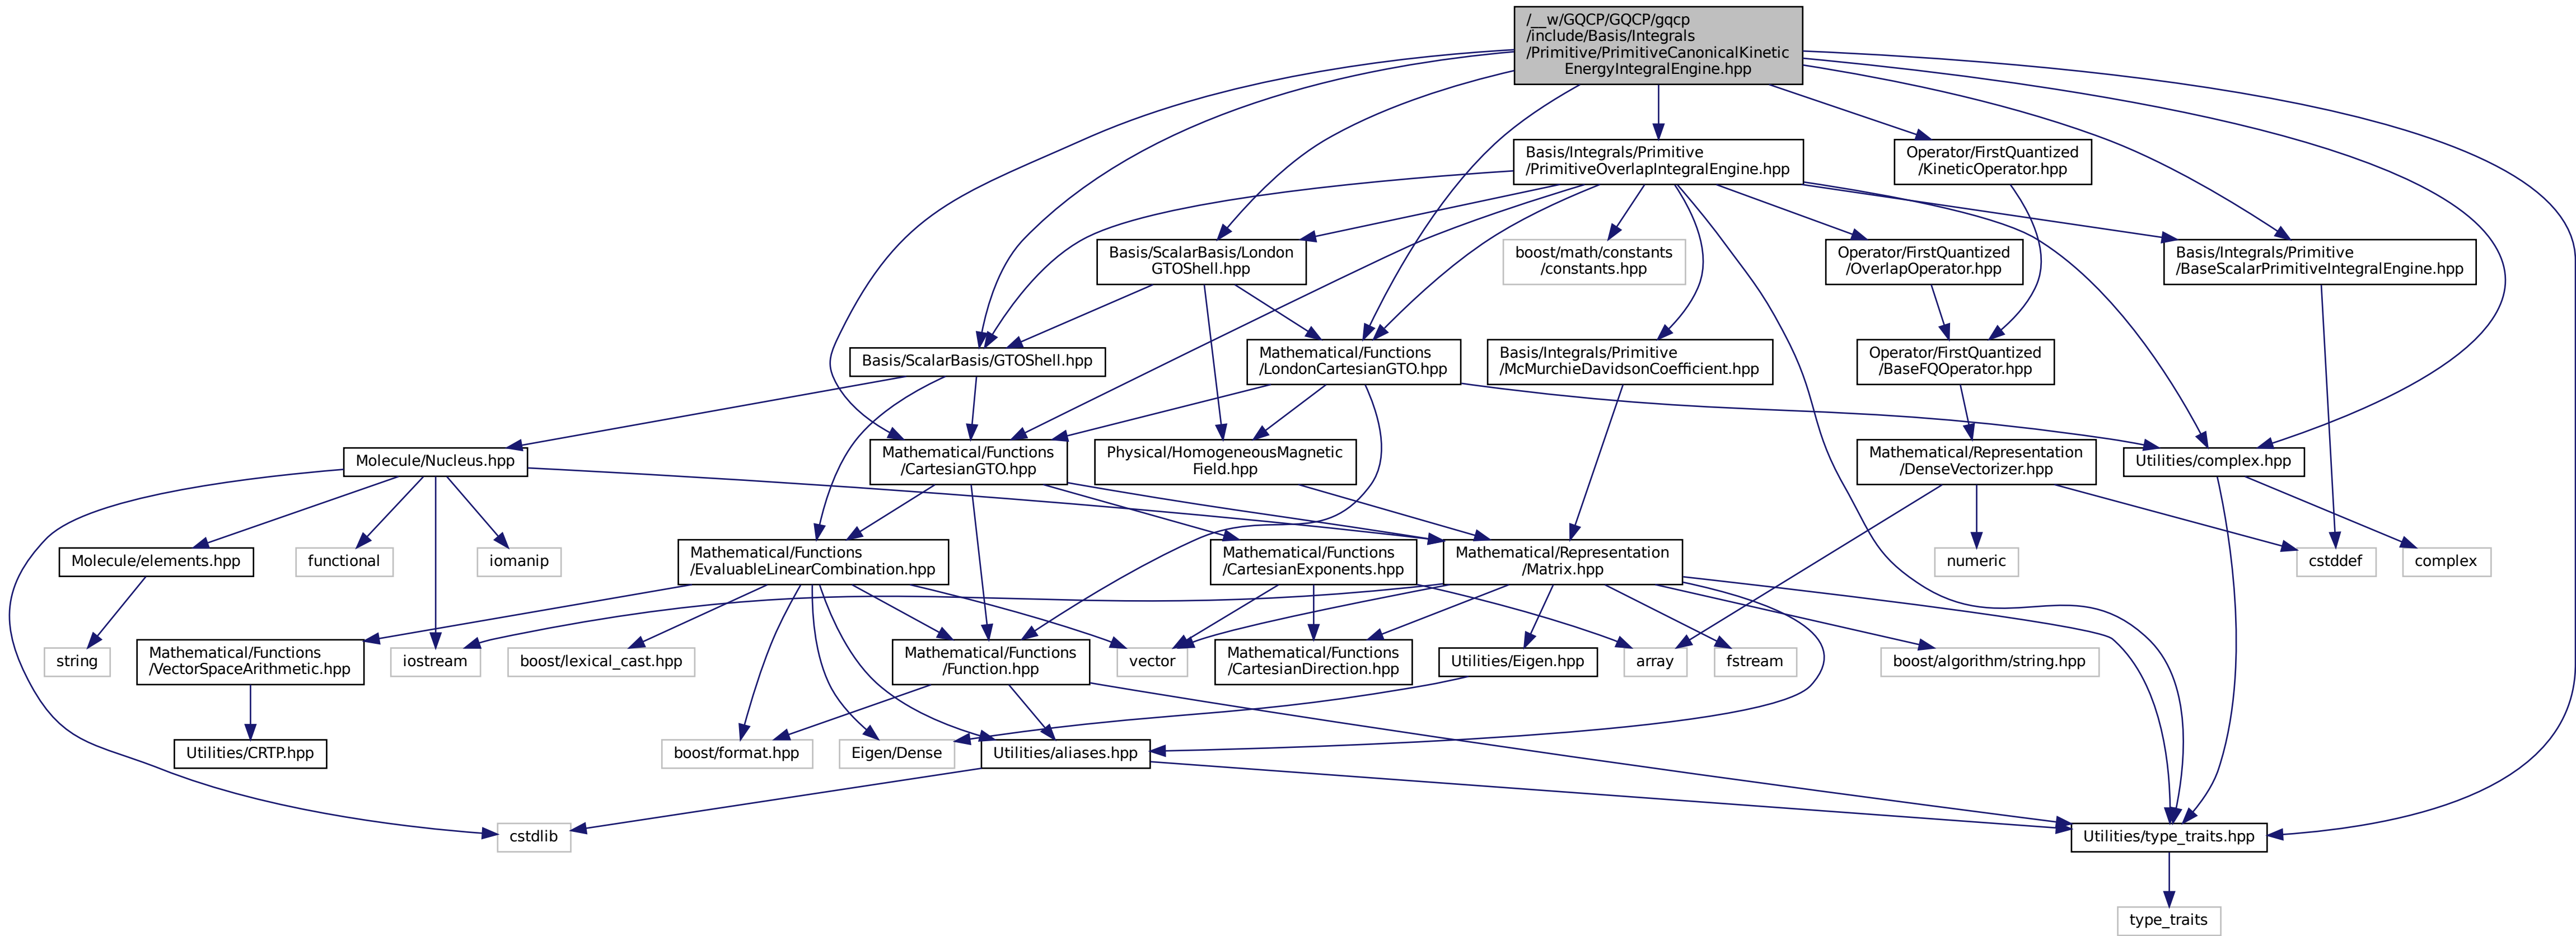 /__w/GQCP/GQCP/gqcp
/include/Basis/Integrals
/Primitive/PrimitiveCanonicalKinetic
EnergyIntegralEngine.hpp
Basis/Integrals/Primitive
/PrimitiveOverlapIntegralEngine.hpp
Operator/FirstQuantized
/KineticOperator.hpp
Basis/ScalarBasis/London
GTOShell.hpp
boost/math/constants
/constants.hpp
Operator/FirstQuantized
/OverlapOperator.hpp
Basis/Integrals/Primitive
/BaseScalarPrimitiveIntegralEngine.hpp
Basis/ScalarBasis/GTOShell.hpp
Mathematical/Functions
/LondonCartesianGTO.hpp
Basis/Integrals/Primitive
/McMurchieDavidsonCoefficient.hpp
Operator/FirstQuantized
/BaseFQOperator.hpp
Molecule/Nucleus.hpp
Mathematical/Functions
/CartesianGTO.hpp
Physical/HomogeneousMagnetic
Field.hpp
Mathematical/Representation
/DenseVectorizer.hpp
Utilities/complex.hpp
Molecule/elements.hpp
functional
iomanip
Mathematical/Functions
/EvaluableLinearCombination.hpp
Mathematical/Functions
/CartesianExponents.hpp
Mathematical/Representation
/Matrix.hpp
numeric
cstddef
complex
string
Mathematical/Functions
/VectorSpaceArithmetic.hpp
iostream
boost/lexical_cast.hpp
Mathematical/Functions
/Function.hpp
vector
Mathematical/Functions
/CartesianDirection.hpp
Utilities/Eigen.hpp
array
fstream
boost/algorithm/string.hpp
Utilities/CRTP.hpp
boost/format.hpp
Eigen/Dense
Utilities/aliases.hpp
cstdlib
Utilities/type_traits.hpp
type_traits